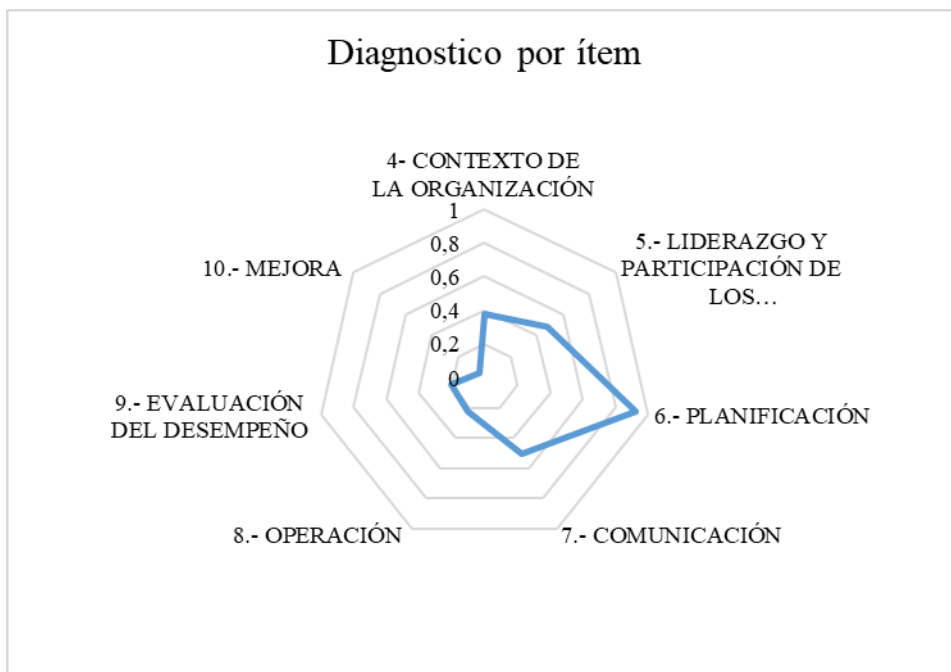 Diagnostico por ítem
4- CONTEXTO DE
LA ORGANIZACIÓN
1
0,8
0,6
0,4
0,2
0
5.- LIDERAZGO Y
PARTICIPACIÓN DE
LOS…
6.- PLANIFICACIÓN
7.- COMUNICACIÓN
8.- OPERACIÓN
9.- EVALUACIÓN
DEL DESEMPEÑO
10.- MEJORA